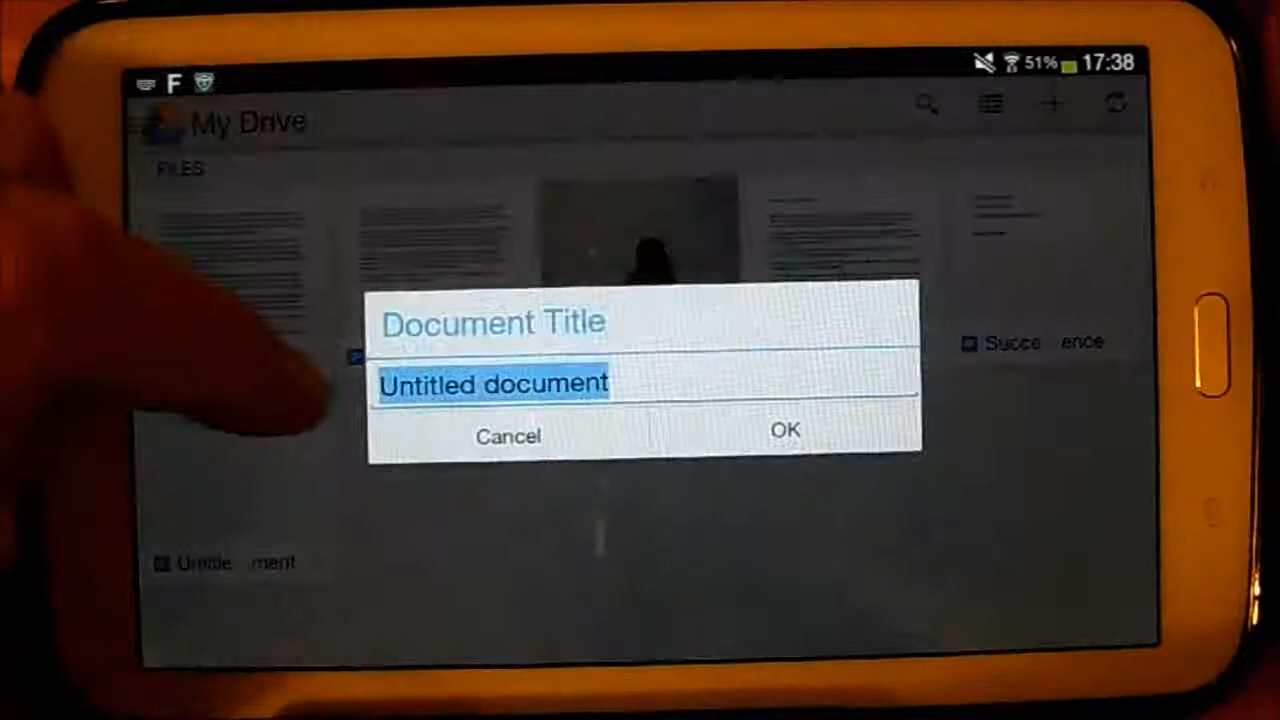 F 51% 17:38
My Drive
FILES
Document Title
Untitled document
Cancel OK
Succe ence
Untitle ment